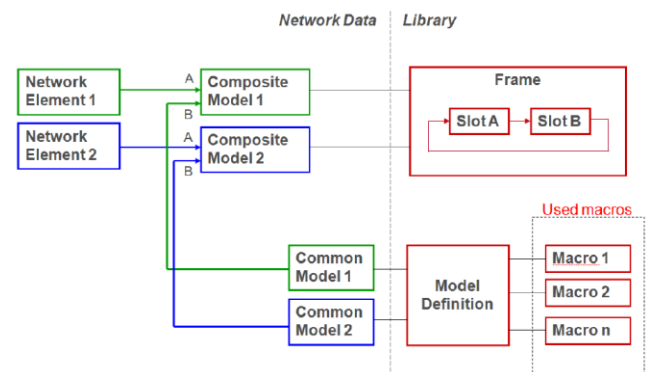 Network Data
Library
Network
Element 1
A
Composite
Model 1
B
Network
Element 2
A
Composite
Model 2
B
Frame
Slot A
Slot B
Used macros
Common
Model 1
Common
Model 2
Model
Definition
Macro 1
Macro 2
Macro n